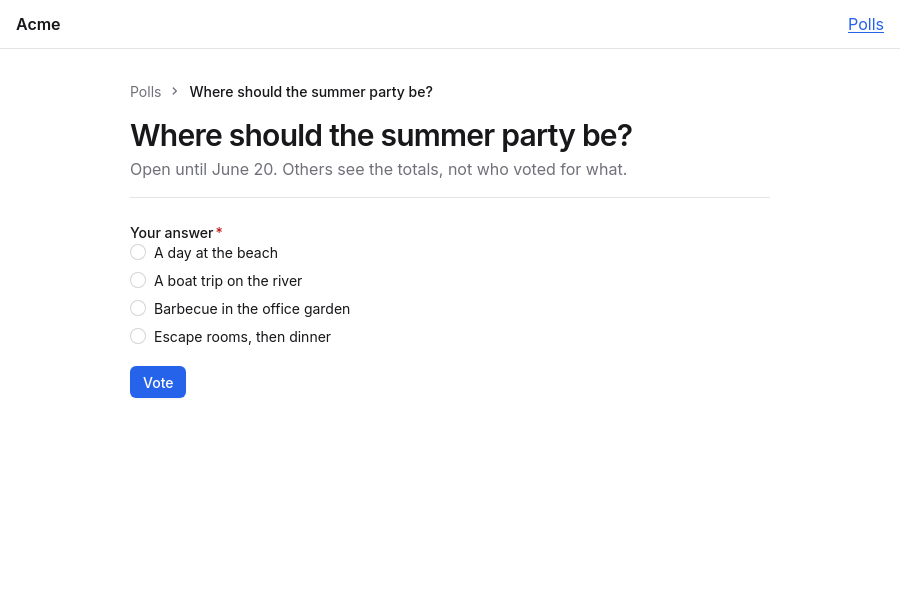 Acme
Polls
Polls > Where should the summer party be?
Where should the summer party be?
Open until June 20. Others see the totals, not who voted for what.
Your answer *
A day at the beach
A boat trip on the river
Barbecue in the office garden
Escape rooms, then dinner
Vote